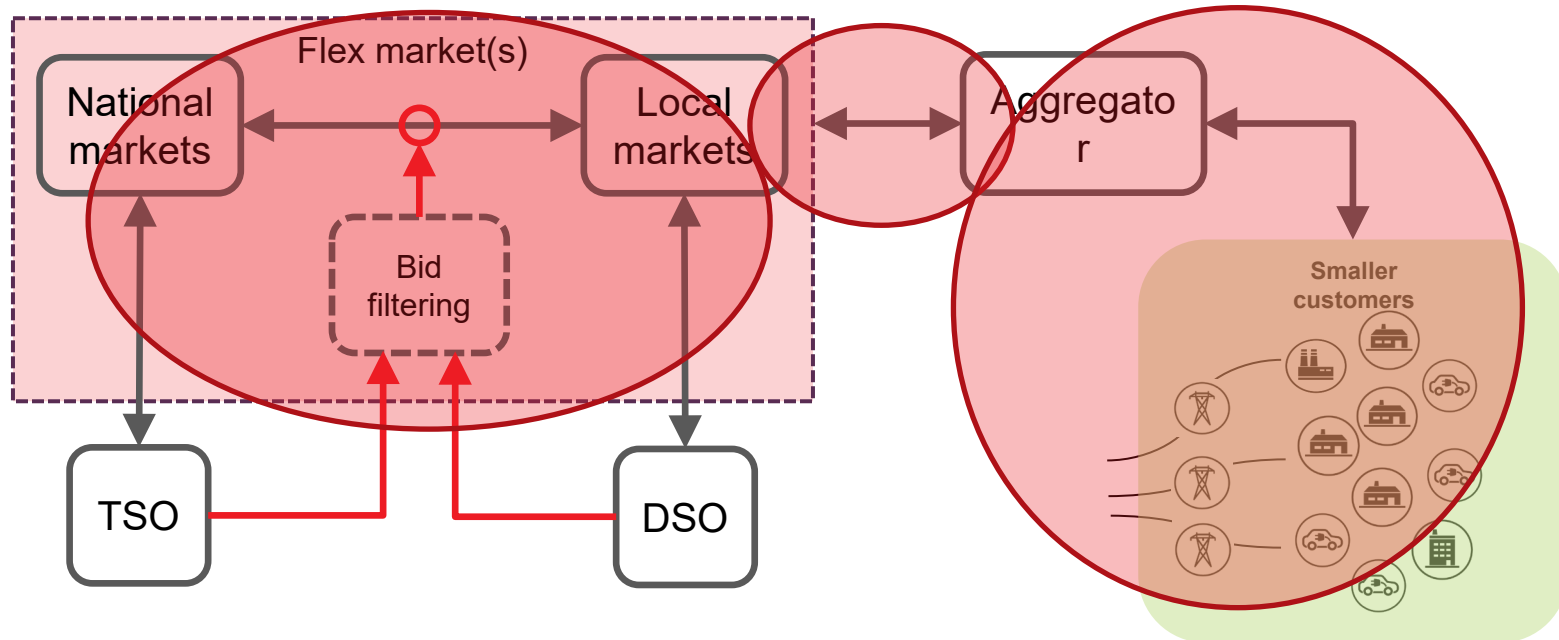 Flex market(s)
National
markets
Local
markets
Aggregato
r
Bid
filtering
Smaller
customers
TSO
DSO